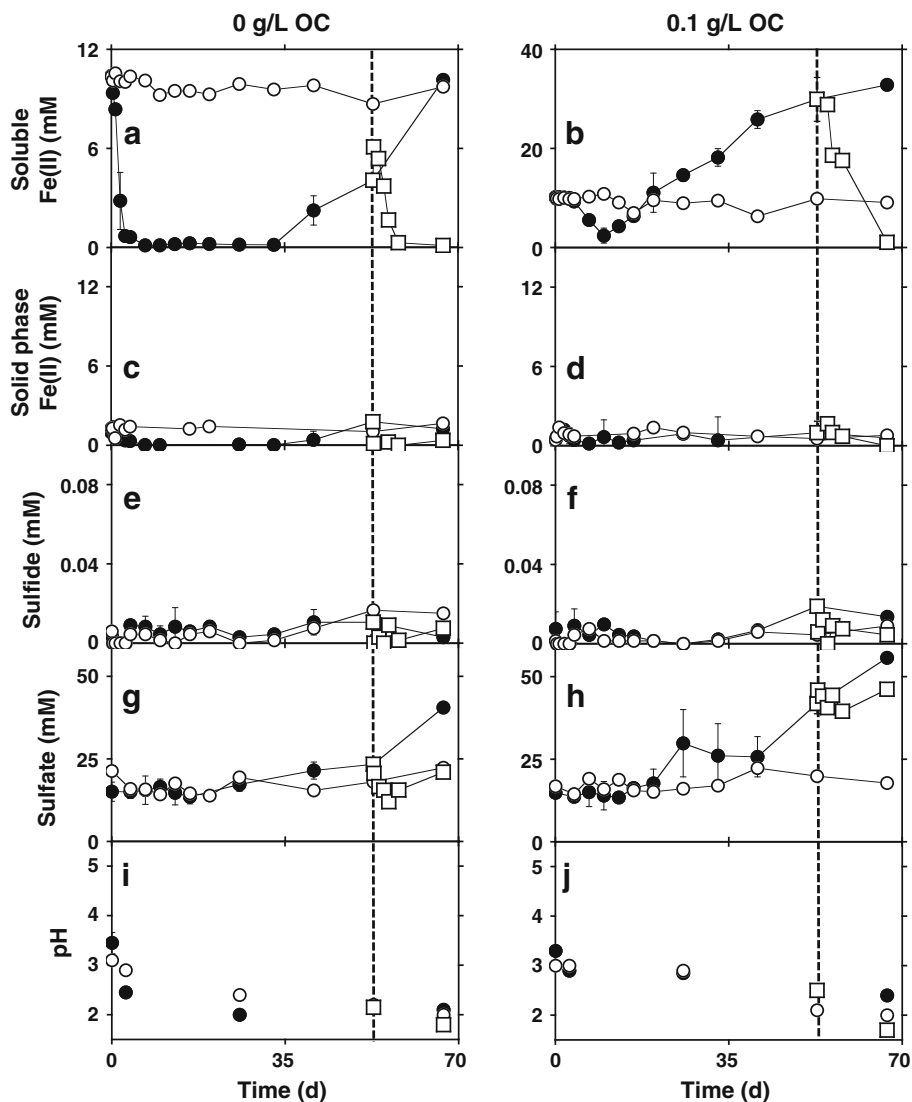 0 g/L OC
0.1 g/L OC
Soluble
Fe(II) (mM)
12
6
0
a
40
20
0
b
Solid phase
Fe(II) (mM)
12
6
0
c
12
6
0
d
Sulfide (mM)
0.08
0.04
0
e
0.08
0.04
0
f
Sulfate (mM)
50
25
0
g
50
25
0
h
pH
5
4
3
2
i
5
4
3
2
j
0
35
70
Time (d)
0
35
70
Time (d)